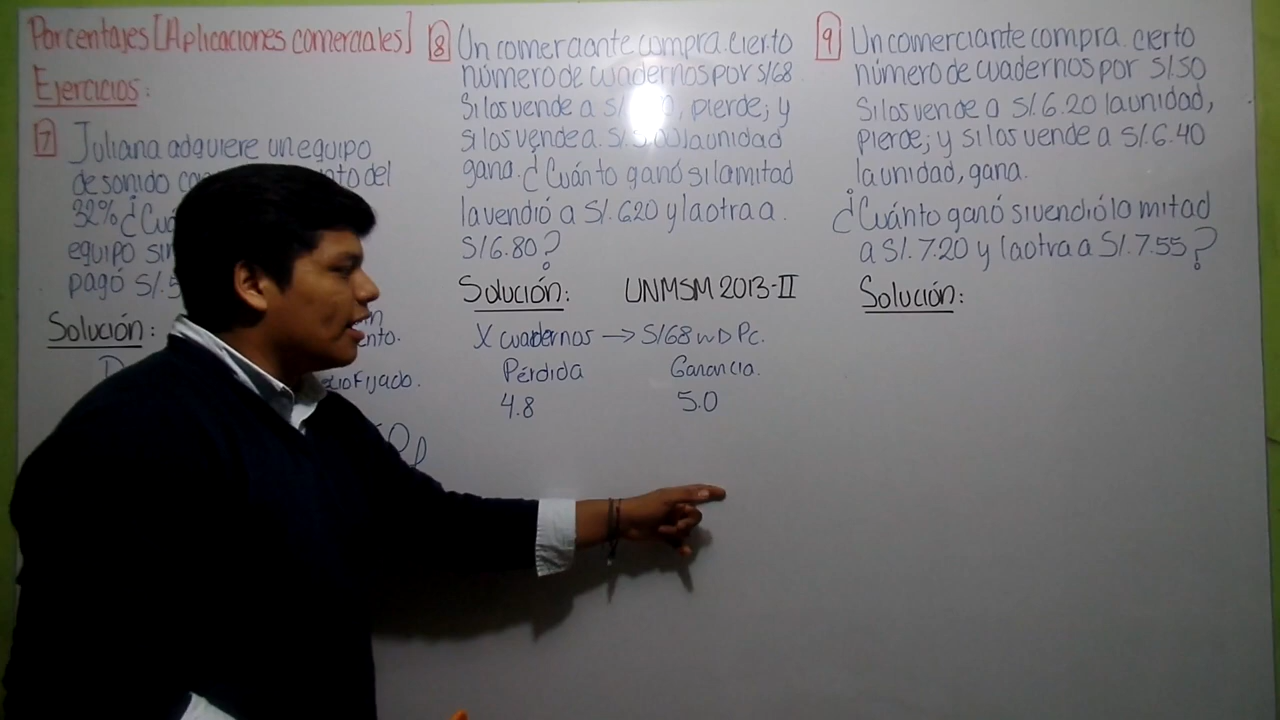 Porcentajes [Aplicaciones comerciales]
Ejercicios:
7 Juliana adquiere un equipo
de sonido del
32% ¿
equipo
pagó S/.
Solución:
8 Un comerciante compra cierto
número de cuadernos por S/68
Si los vende a S/. , pierde; y
si los vende a S/. la unidad
gana. ¿Cuánto ganó si la mitad
la vendió a S/. 6.20 y la otra a.
S/6.80?
Solución: UNMSM 2013-II
X cuadernos → S/68 Pc.
Pérdida Ganancia.
4.8 5.0
9 Un comerciante compra cierto
número de cuadernos por S/.50
Si los vende a S/. 6.20 la unidad,
pierde; y si los vende a S/. 6.40
la unidad, gana.
¿Cuánto ganó si vendió la mitad
a S/. 7.20 y la otra a S/. 7.55?
Solución: